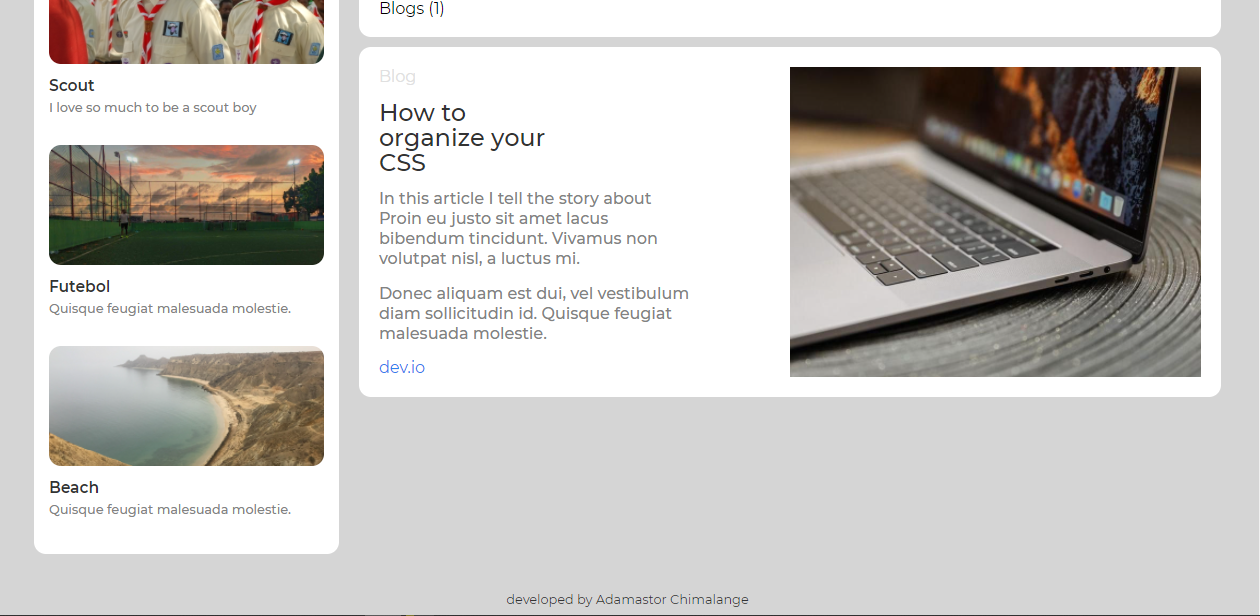 Scout
I love so much to be a scout boy
Futebol
Quisque feugiat malesuada molestie.
Beach
Quisque feugiat malesuada molestie.
Blogs (1)
Blog
How to
organize your
CSS
In this article I tell the story about
Proin eu justo sit amet lacus
bibendum tincidunt. Vivamus non
volutpat nisl, a luctus mi.
Donec aliquam est dui, vel vestibulum
diam sollicitudin id. Quisque feugiat
malesuada molestie.
dev.io
developed by Adamastor Chimalange